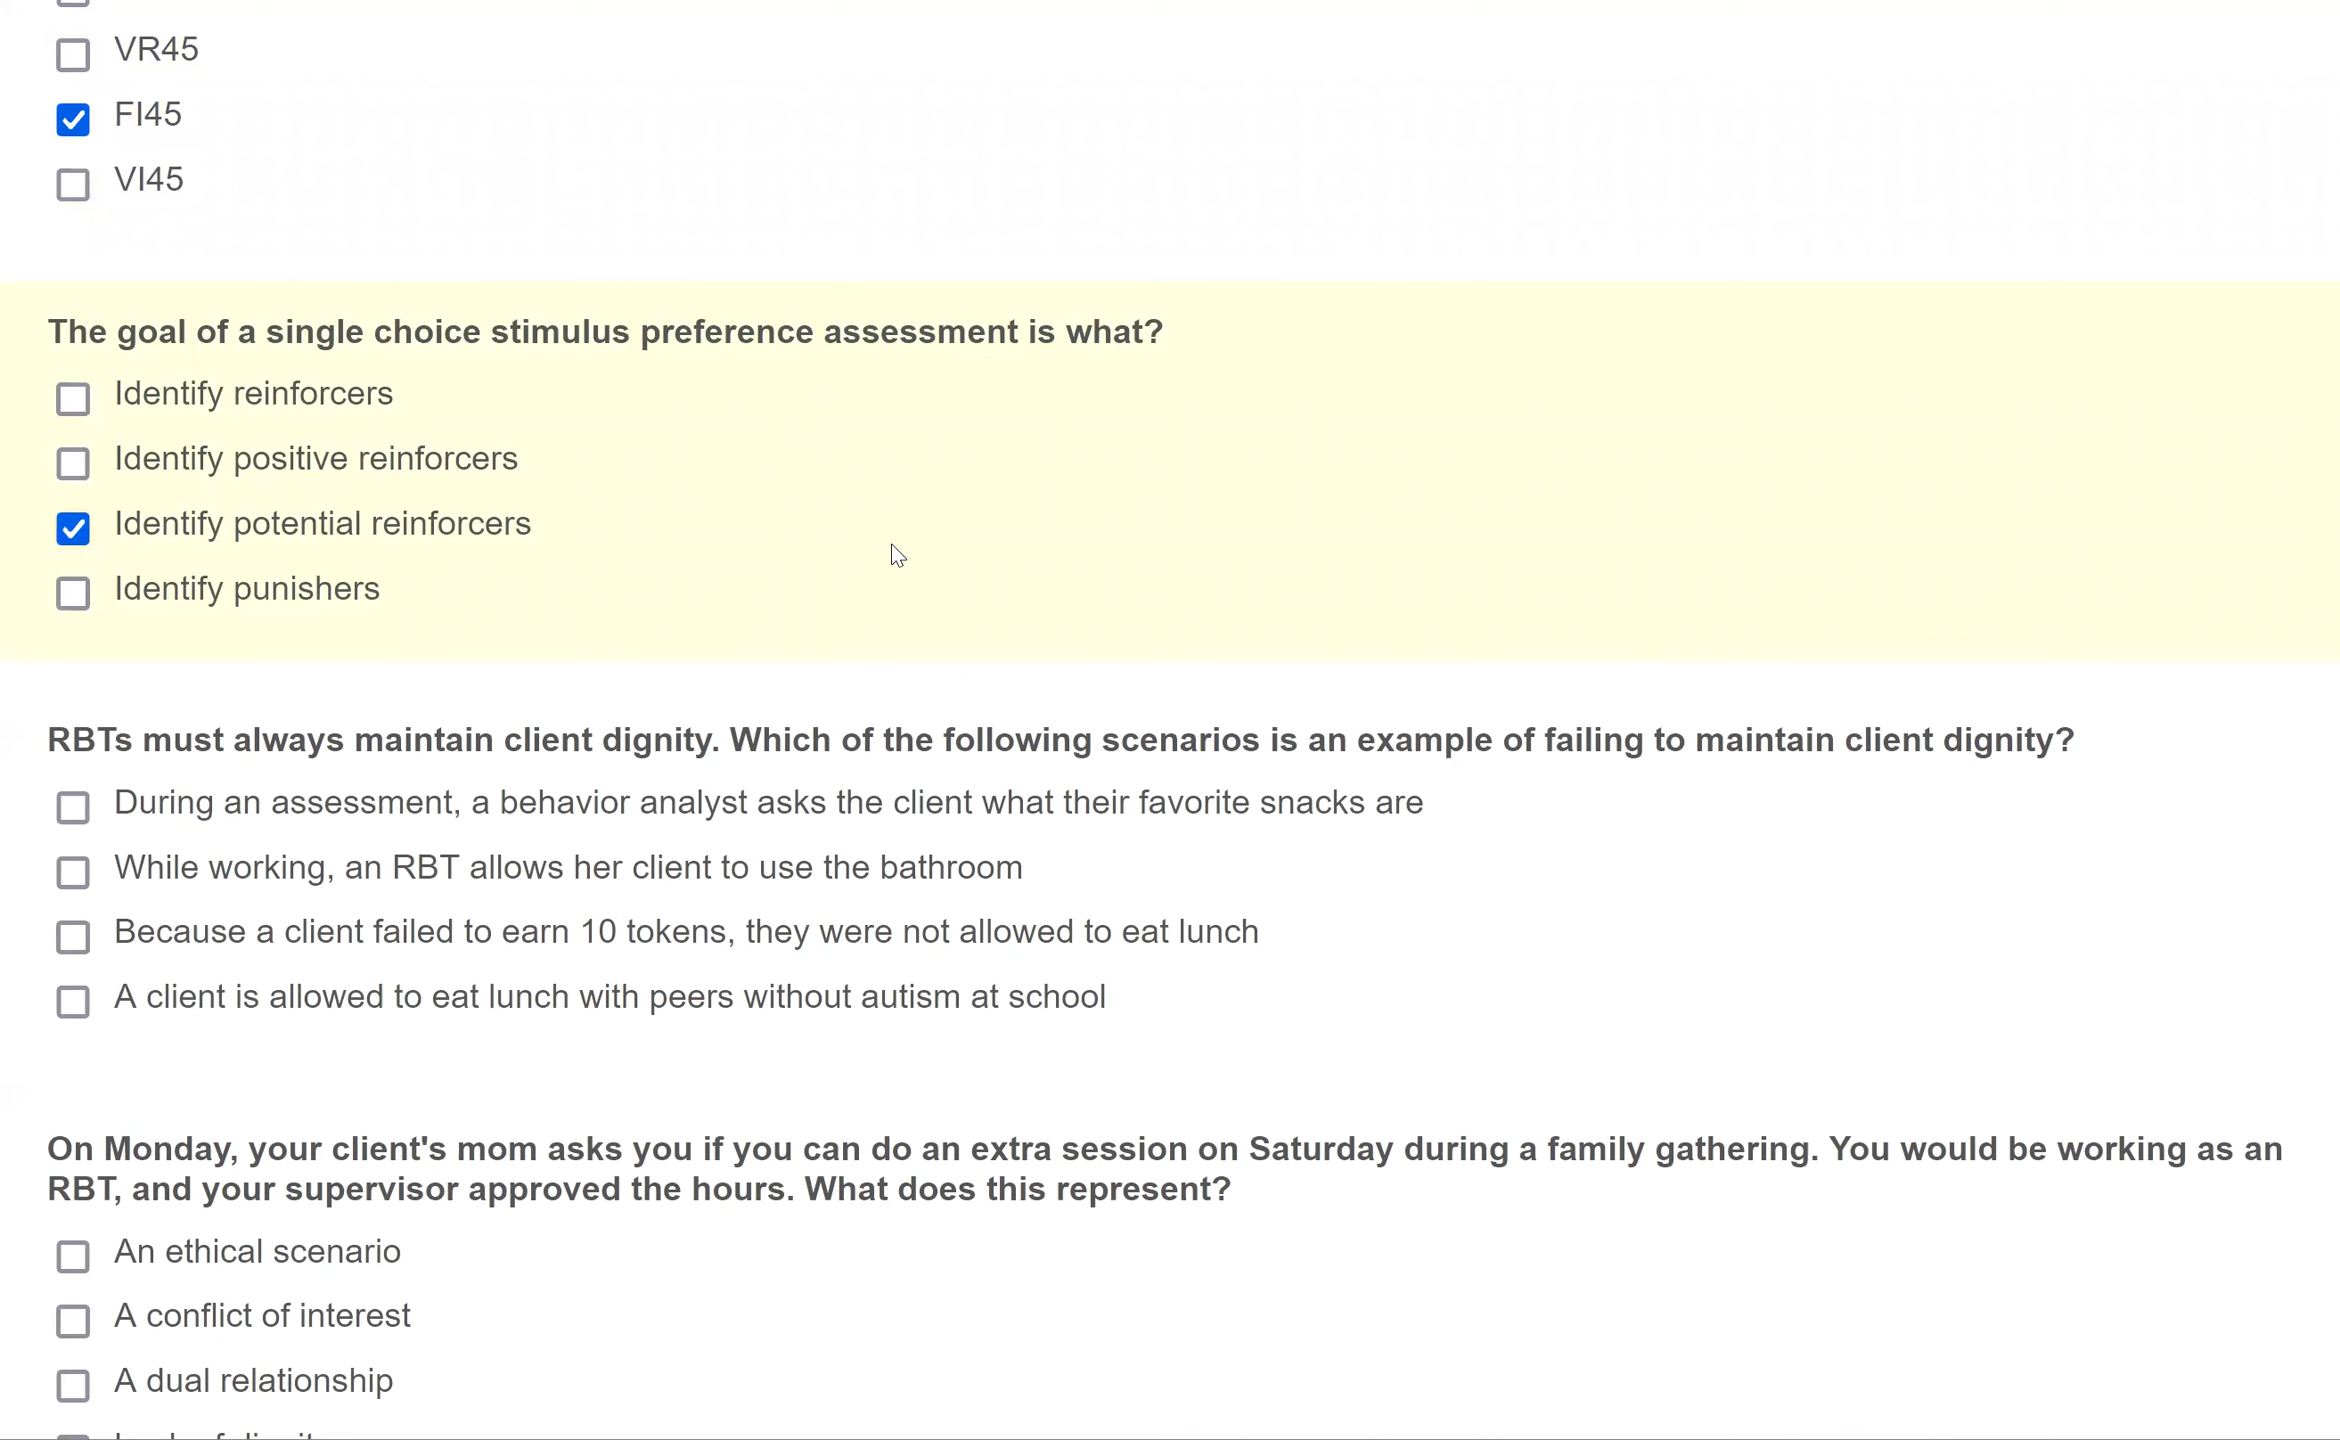 VR45
FI45
VI45
The goal of a single choice stimulus preference assessment is what?
Identify reinforcers
Identify positive reinforcers
Identify potential reinforcers
Identify punishers
RBTs must always maintain client dignity. Which of the following scenarios is an example of failing to maintain client dignity?
During an assessment, a behavior analyst asks the client what their favorite snacks are
While working, an RBT allows her client to use the bathroom
Because a client failed to earn 10 tokens, they were not allowed to eat lunch
A client is allowed to eat lunch with peers without autism at school
On Monday, your client's mom asks you if you can do an extra session on Saturday during a family gathering. You would be working as an
RBT, and your supervisor approved the hours. What does this represent?
An ethical scenario
A conflict of interest
A dual relationship